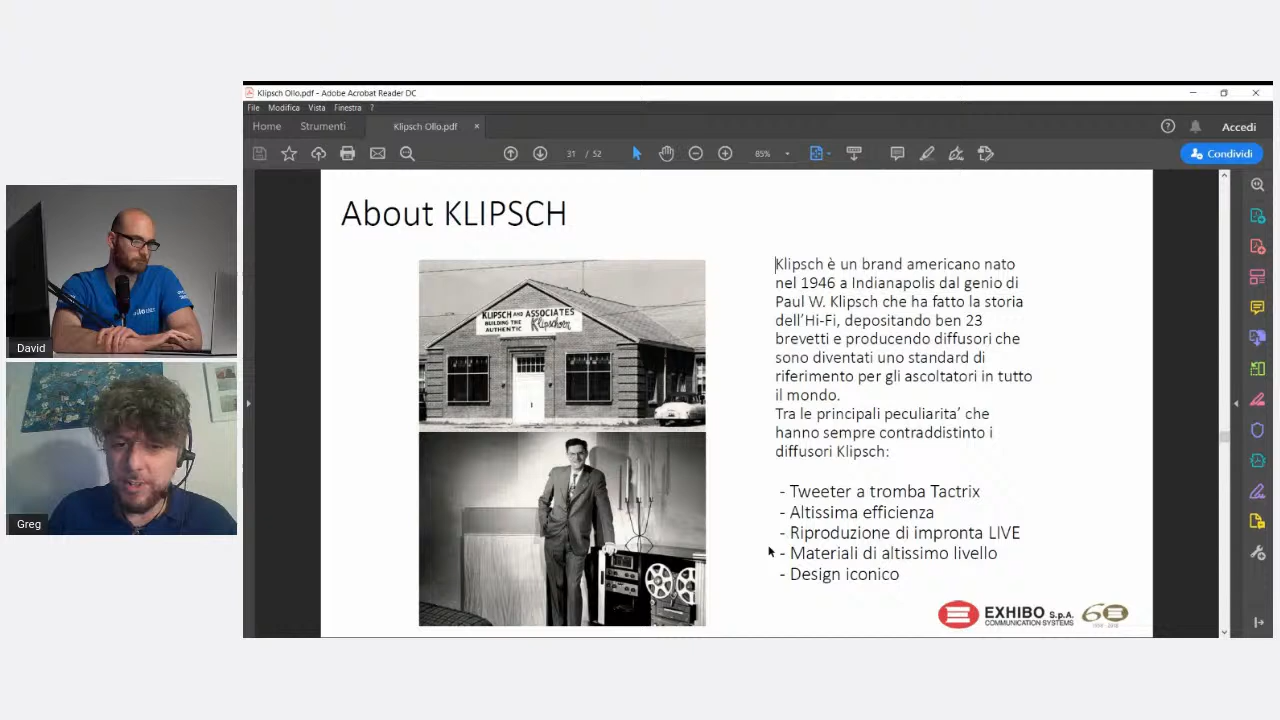 Klipsch Ollo.pdf - Adobe Acrobat Reader DC
File Modifica Vista Finestra ?
Home Strumenti Klipsch Ollo.pdf × Accedi
31 / 52 85% Condividi
About KLIPSCH
KLIPSCH AND ASSOCIATES
BUILDING THE
AUTHENTIC Klipschorn
Klipsch è un brand americano nato
nel 1946 a Indianapolis dal genio di
Paul W. Klipsch che ha fatto la storia
dell'Hi-Fi, depositando ben 23
brevetti e producendo diffusori che
sono diventati uno standard di
riferimento per gli ascoltatori in tutto
il mondo.
Tra le principali peculiarita' che
hanno sempre contraddistinto i
diffusori Klipsch:
- Tweeter a tromba Tactrix
- Altissima efficienza
- Riproduzione di impronta LIVE
- Materiali di altissimo livello
- Design iconico
EXHIBO S.p.A.
COMMUNICATION SYSTEMS
60
David
Greg